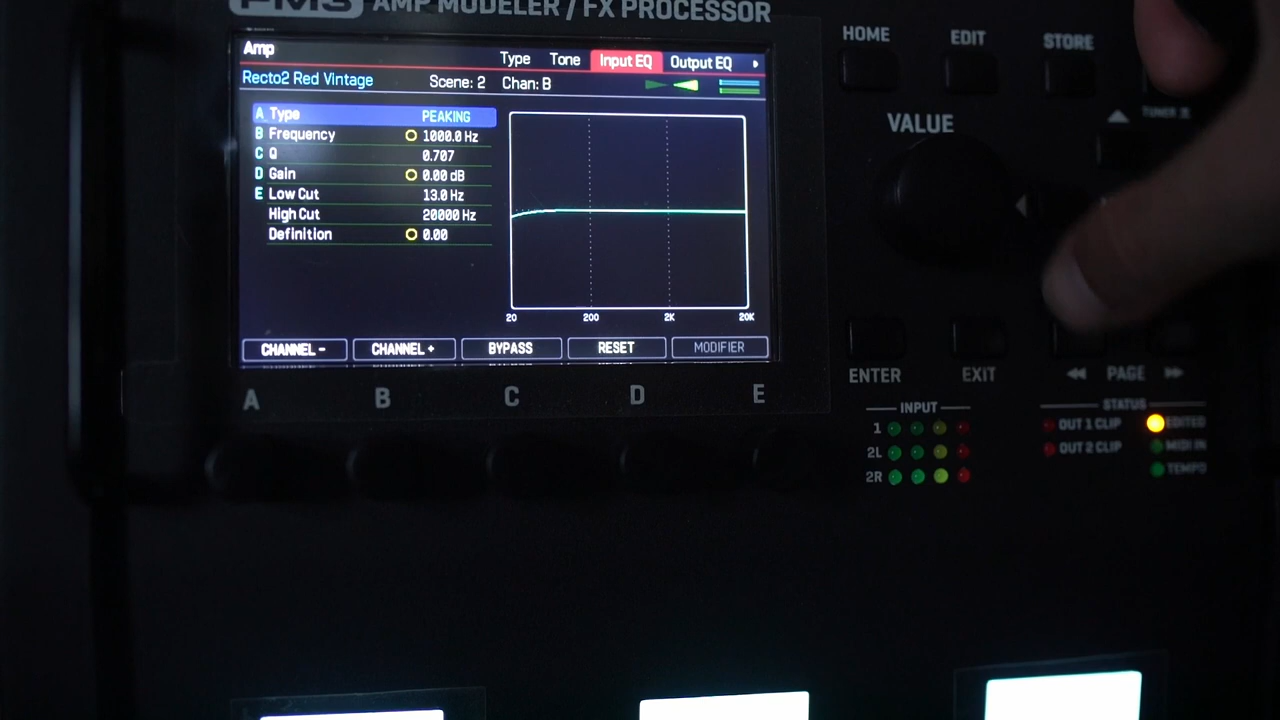 FM3 AMP MODELER / FX PROCESSOR
Amp
Type Tone Input EQ Output EQ
Recto2 Red Vintage Scene: 2 Chan: B
A Type PEAKING
B Frequency 1000.0 Hz
C Q 0.707
D Gain 0.00 dB
E Low Cut 13.0 Hz
High Cut 20000 Hz
Definition 0.00
20 200 2K 20K
CHANNEL - CHANNEL + BYPASS RESET MODIFIER
A B C D E
HOME EDIT STORE
TUNER
VALUE
ENTER EXIT PAGE
INPUT
1
2L
2R
STATUS
OUT 1 CLIP EDITED
OUT 2 CLIP MIDI IN
TEMPO